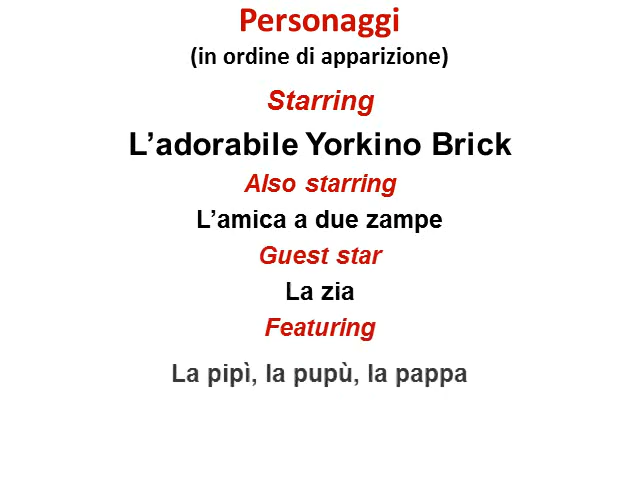 Personaggi
(in ordine di apparizione)
Starring
L’adorabile Yorkino Brick
Also starring
L’amica a due zampe
Guest star
La zia
Featuring
La pipì, la pupù, la pappa